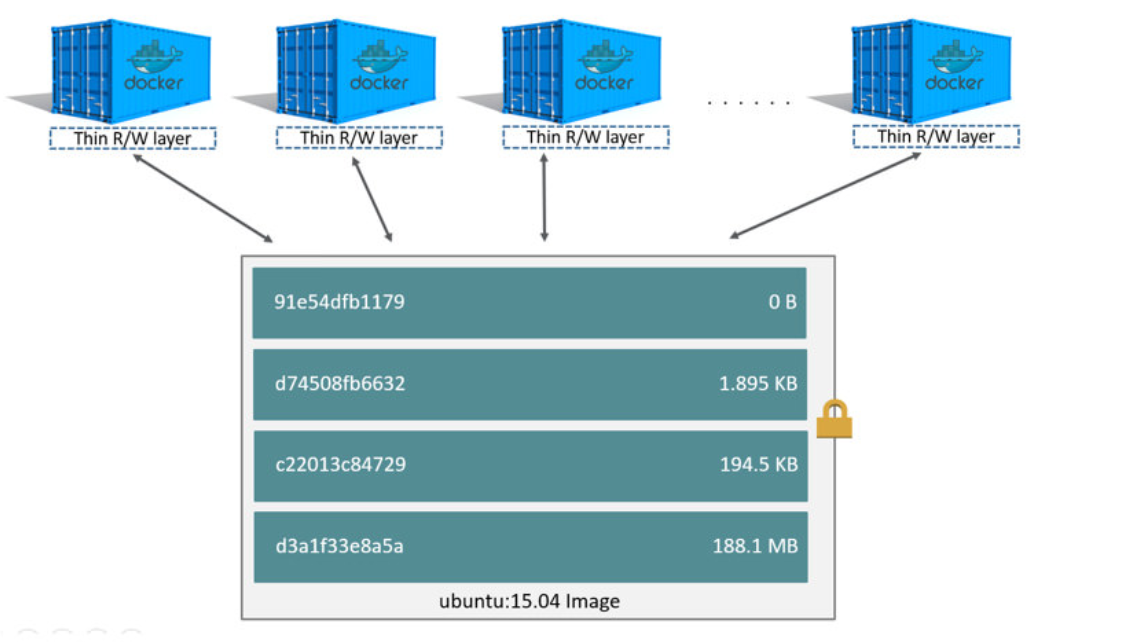 docker docker docker docker
Thin R/W layer Thin R/W layer Thin R/W layer . . . . . . Thin R/W layer
91e54dfb1179 0 B
d74508fb6632 1.895 KB
c22013c84729 194.5 KB
d3a1f33e8a5a 188.1 MB
ubuntu:15.04 Image